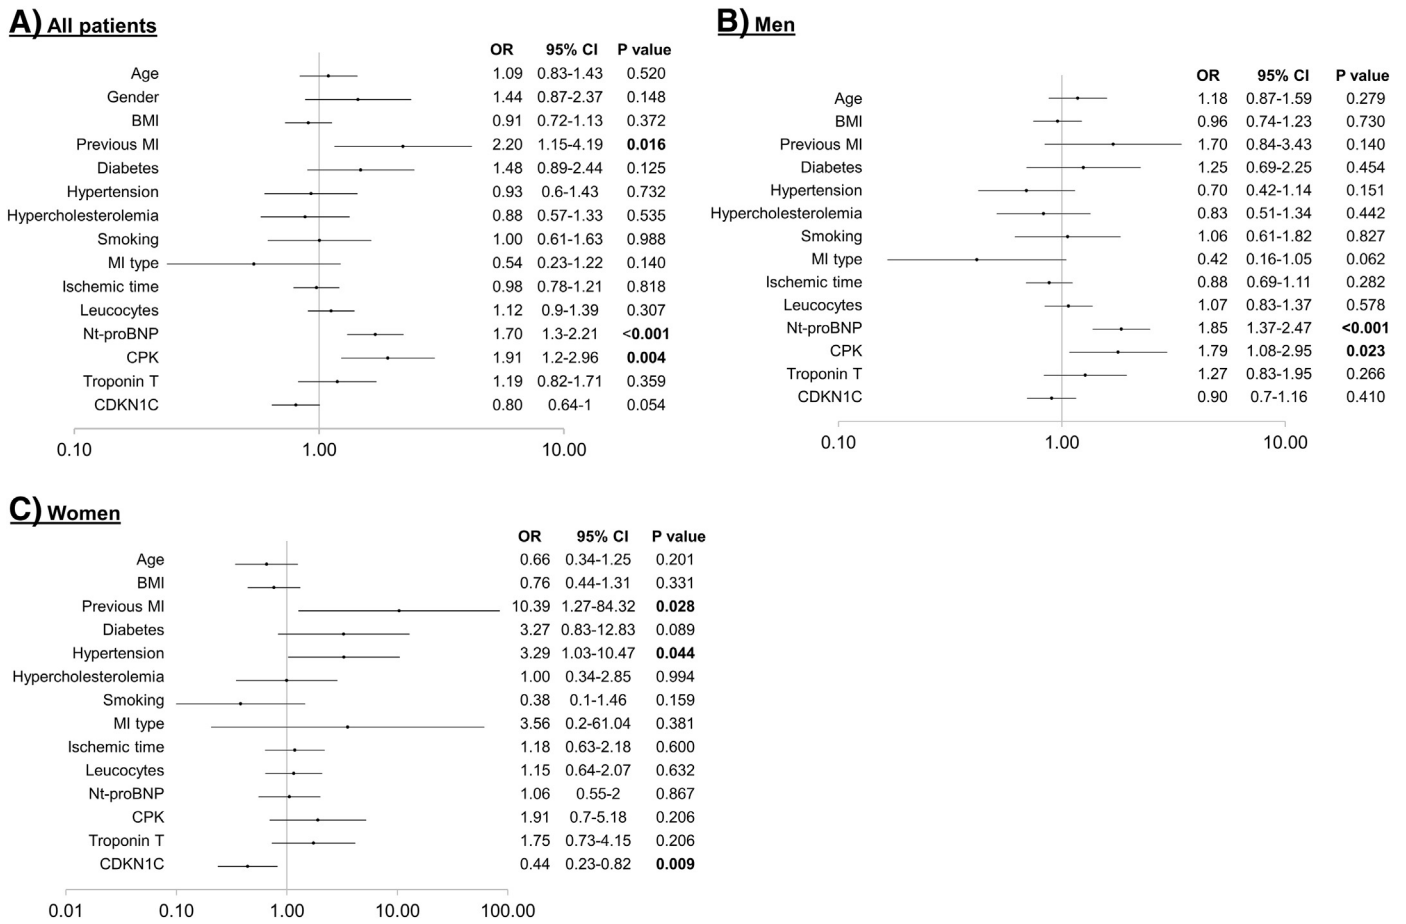 A) All patients
OR 95% CI P value
Age 1.09 0.83-1.43 0.520
Gender 1.44 0.87-2.37 0.148
BMI 0.91 0.72-1.13 0.372
Previous MI 2.20 1.15-4.19 0.016
Diabetes 1.48 0.89-2.44 0.125
Hypertension 0.93 0.6-1.43 0.732
Hypercholesterolemia 0.88 0.57-1.33 0.535
Smoking 1.00 0.61-1.63 0.988
MI type 0.54 0.23-1.22 0.140
Ischemic time 0.98 0.78-1.21 0.818
Leucocytes 1.12 0.9-1.39 0.307
Nt-proBNP 1.70 1.3-2.21 <0.001
CPK 1.91 1.2-2.96 0.004
Troponin T 1.19 0.82-1.71 0.359
CDKN1C 0.80 0.64-1 0.054
0.10 1.00 10.00
B) Men
OR 95% CI P value
Age 1.18 0.87-1.59 0.279
BMI 0.96 0.74-1.23 0.730
Previous MI 1.70 0.84-3.43 0.140
Diabetes 1.25 0.69-2.25 0.454
Hypertension 0.70 0.42-1.14 0.151
Hypercholesterolemia 0.83 0.51-1.34 0.442
Smoking 1.06 0.61-1.82 0.827
MI type 0.42 0.16-1.05 0.062
Ischemic time 0.88 0.69-1.11 0.282
Leucocytes 1.07 0.83-1.37 0.578
Nt-proBNP 1.85 1.37-2.47 <0.001
CPK 1.79 1.08-2.95 0.023
Troponin T 1.27 0.83-1.95 0.266
CDKN1C 0.90 0.7-1.16 0.410
0.10 1.00 10.00
C) Women
OR 95% CI P value
Age 0.66 0.34-1.25 0.201
BMI 0.76 0.44-1.31 0.331
Previous MI 10.39 1.27-84.32 0.028
Diabetes 3.27 0.83-12.83 0.089
Hypertension 3.29 1.03-10.47 0.044
Hypercholesterolemia 1.00 0.34-2.85 0.994
Smoking 0.38 0.1-1.46 0.159
MI type 3.56 0.2-61.04 0.381
Ischemic time 1.18 0.63-2.18 0.600
Leucocytes 1.15 0.64-2.07 0.632
Nt-proBNP 1.06 0.55-2 0.867
CPK 1.91 0.7-5.18 0.206
Troponin T 1.75 0.73-4.15 0.206
CDKN1C 0.44 0.23-0.82 0.009
0.01 0.10 1.00 10.00 100.00